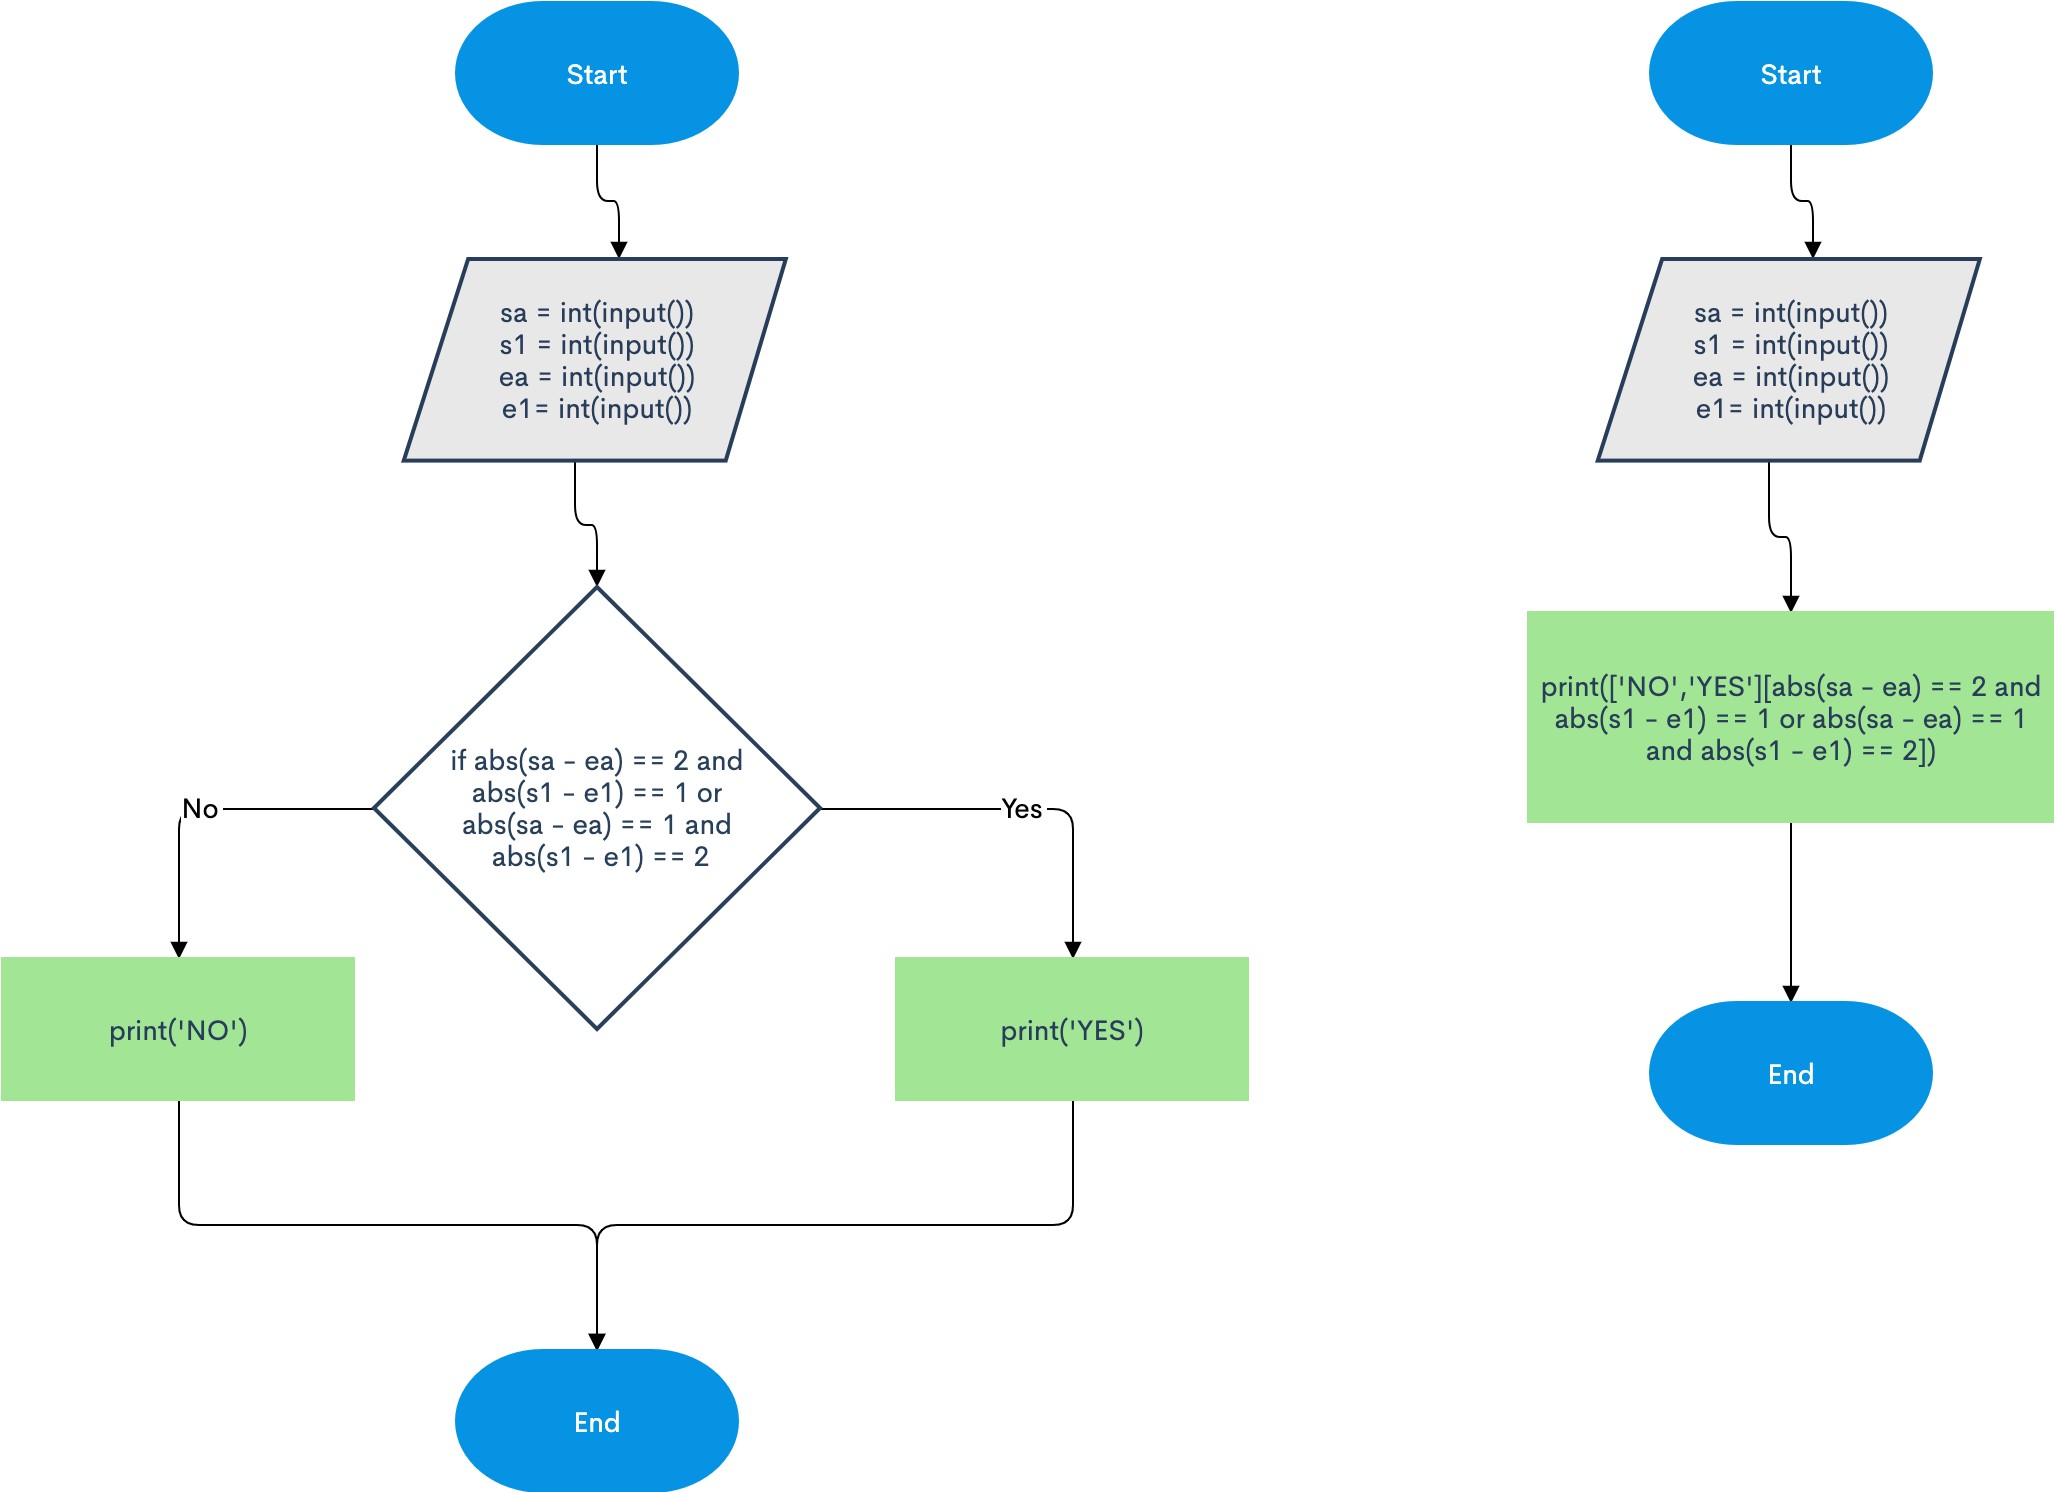 Start
sa = int(input())
s1 = int(input())
ea = int(input())
e1= int(input())
if abs(sa - ea) == 2 and
abs(s1 - e1) == 1 or
abs(sa - ea) == 1 and
abs(s1 - e1) == 2
No
Yes
print('NO')
print('YES')
End
Start
sa = int(input())
s1 = int(input())
ea = int(input())
e1= int(input())
print(['NO','YES'][abs(sa - ea) == 2 and
abs(s1 - e1) == 1 or abs(sa - ea) == 1
and abs(s1 - e1) == 2])
End